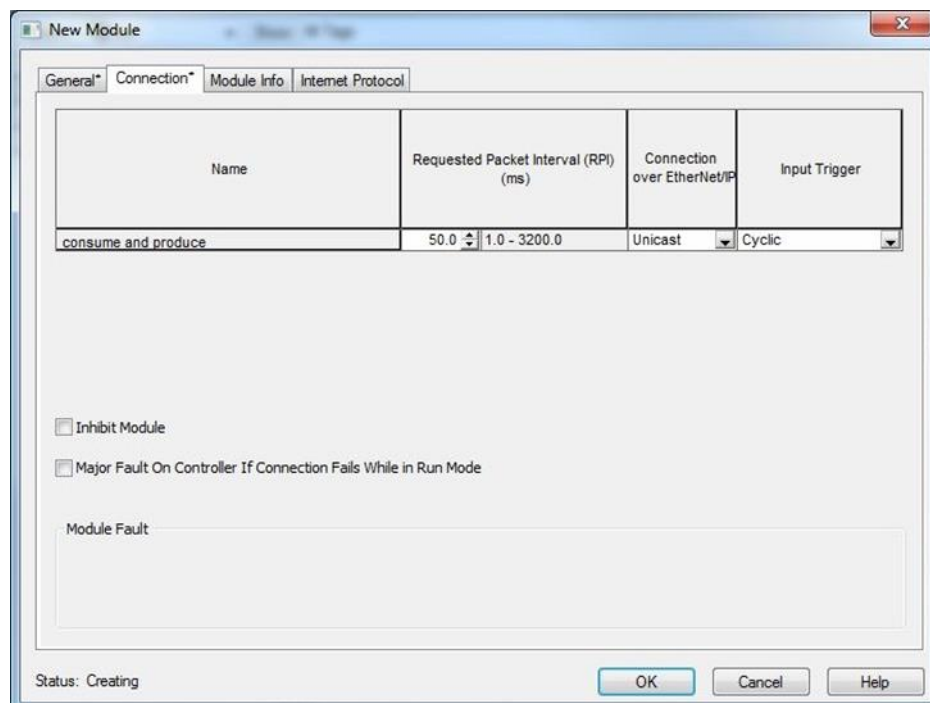 New Module
General* Connection* Module Info Internet Protocol
Name Requested Packet Interval (RPI) (ms) Connection over EtherNet/IP Input Trigger
consume and produce 50.0 1.0 - 3200.0 Unicast Cyclic
Inhibit Module
Major Fault On Controller If Connection Fails While in Run Mode
Module Fault
Status: Creating OK Cancel Help